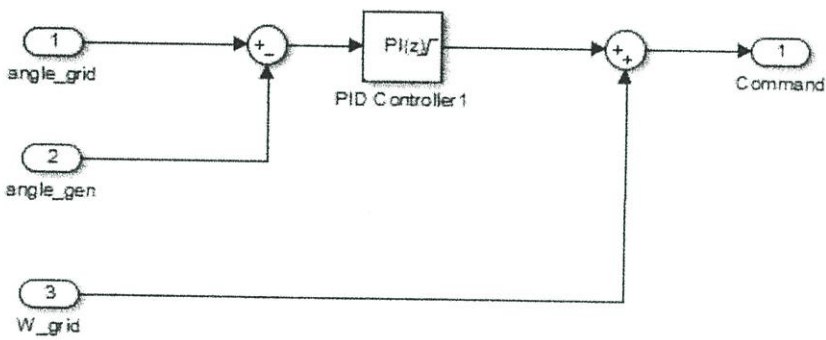 1
angle_grid
+
-
PI(z)
PID Controller1
+
+
1
Command
2
angle_gen
3
W_grid